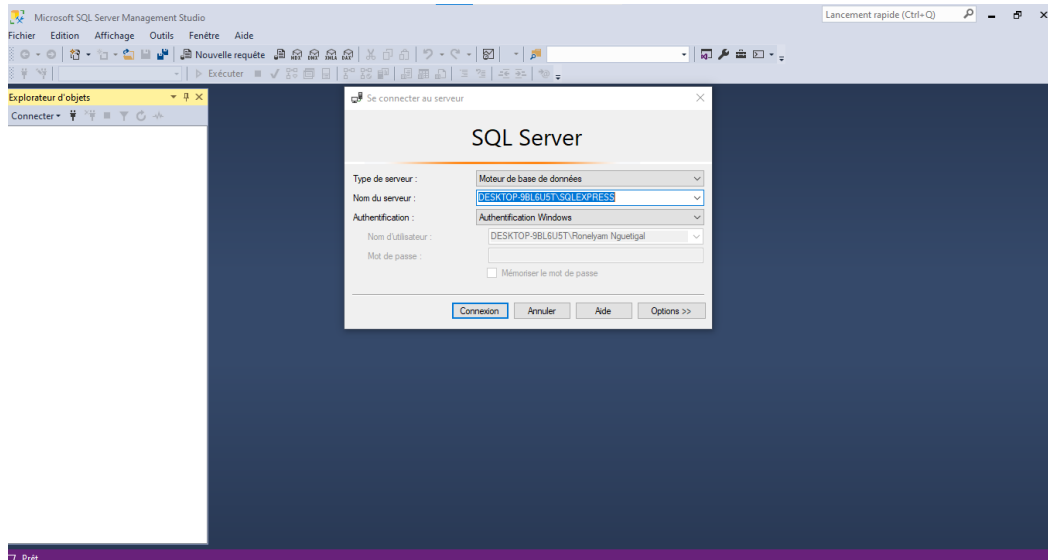 Microsoft SQL Server Management Studio
Lancement rapide (Ctrl+Q)
Fichier Edition Affichage Outils Fenêtre Aide
Nouvelle requête
Exécuter
Explorateur d'objets
Connecter
Se connecter au serveur
SQL Server
Type de serveur : Moteur de base de données
Nom du serveur : DESKTOP-9BL6U5T\SQLEXPRESS
Authentification : Authentification Windows
Nom d'utilisateur : DESKTOP-9BL6U5T\Ronelyam Nguetigal
Mot de passe :
Mémoriser le mot de passe
Connexion Annuler Aide Options >>
Prêt